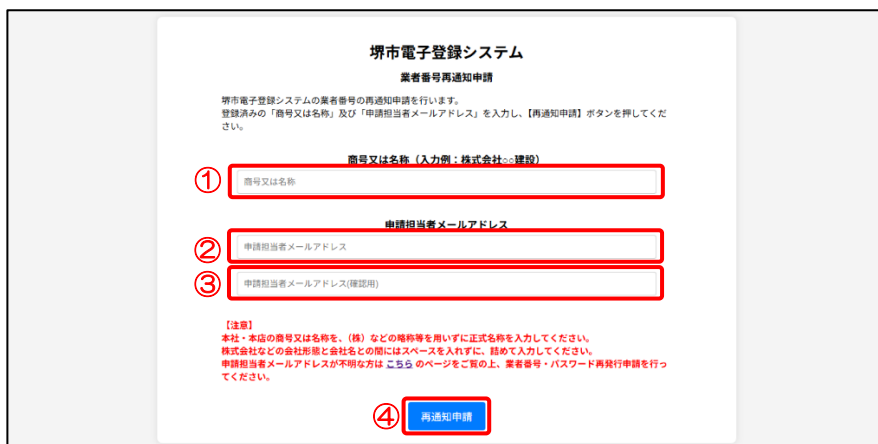 堺市電子登録システム
業者番号再通知申請
堺市電子登録システムの業者番号の再通知申請を行います。
登録済みの「商号又は名称」及び「申請担当者メールアドレス」を入力し、【再通知申請】ボタンを押してくだ
さい。
商号又は名称（入力例：株式会社○○建設）
① 商号又は名称
申請担当者メールアドレス
② 申請担当者メールアドレス
③ 申請担当者メールアドレス(確認用)
【注意】
本社・本店の商号又は名称を、（株）などの略称等を用いずに正式名称を入力してください。
株式会社などの会社形態と会社名との間にはスペースを入れずに、詰めて入力してください。
申請担当者メールアドレスが不明な方は こちら のページをご覧の上、業者番号・パスワード再発行申請を行っ
てください。
④ 再通知申請